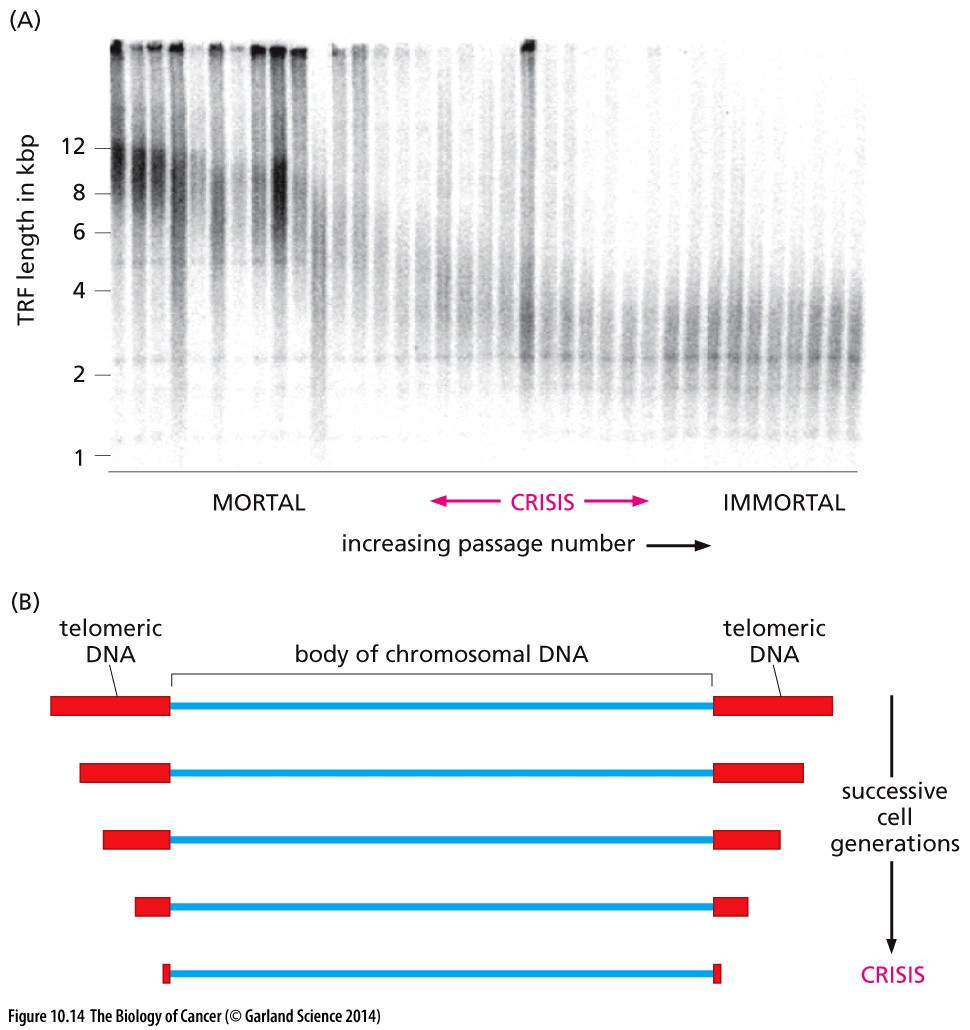 (A)
TRF length in kbp
12
8
6
4
2
1
MORTAL
CRISIS
IMMORTAL
increasing passage number
(B)
telomeric
DNA
body of chromosomal DNA
telomeric
DNA
successive
cell
generations
CRISIS
Figure 10.14 The Biology of Cancer (© Garland Science 2014)